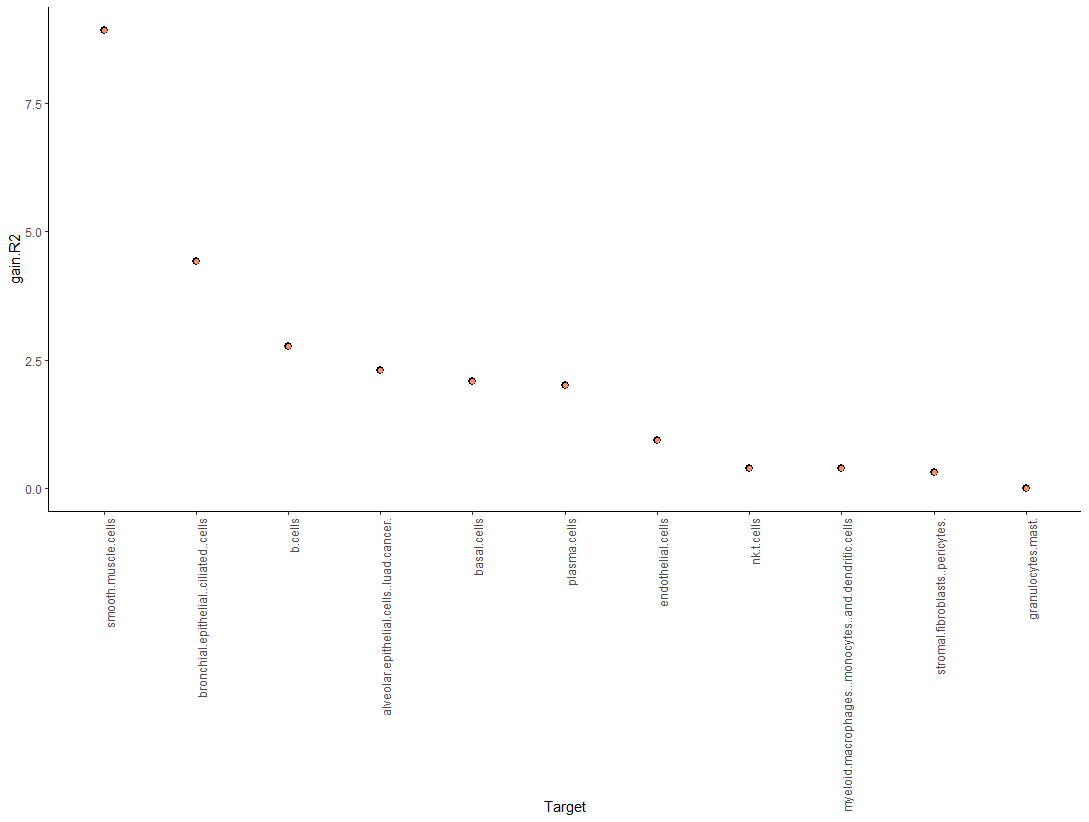 gain.R2
7.5
5.0
2.5
0.0
smooth.muscle.cells
bronchial.epithelial..ciliated..cells
b.cells
alveolar.epithelial.cells..luad.cancer.
basal.cells
plasma.cells
endothelial.cells
nk.t.cells
myeloid.macrophages...monocytes..and.dendritic.cells
stromal.fibroblasts..pericytes.
granulocytes.mast.
Target